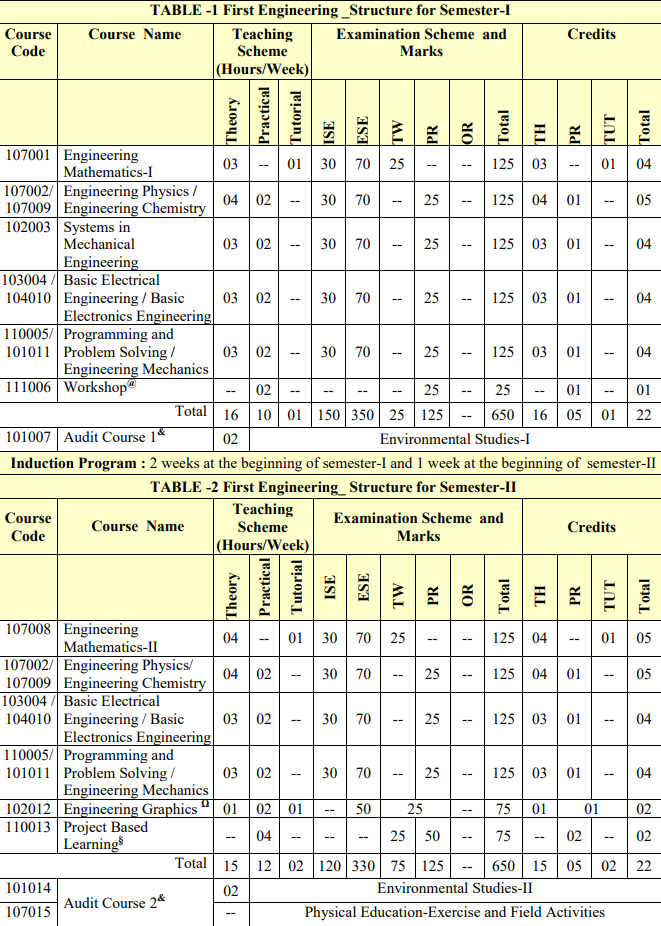 TABLE -1 First Engineering _Structure for Semester-I
Course Code Course Name Teaching Scheme (Hours/Week) Examination Scheme and Marks Credits
Theory Practical Tutorial ISE ESE TW PR OR Total TH PR TUT Total
107001 Engineering Mathematics-I 03 -- 01 30 70 25 -- -- 125 03 -- 01 04
107002/ 107009 Engineering Physics / Engineering Chemistry 04 02 -- 30 70 -- 25 -- 125 04 01 -- 05
102003 Systems in Mechanical Engineering 03 02 -- 30 70 -- 25 -- 125 03 01 -- 04
103004 / 104010 Basic Electrical Engineering / Basic Electronics Engineering 03 02 -- 30 70 -- 25 -- 125 03 01 -- 04
110005/ 101011 Programming and Problem Solving / Engineering Mechanics 03 02 -- 30 70 -- 25 -- 125 03 01 -- 04
111006 Workshop@ -- 02 -- -- -- -- 25 -- 25 -- 01 -- 01
Total 16 10 01 150 350 25 125 -- 650 16 05 01 22
101007 Audit Course 1& 02 Environmental Studies-I
Induction Program : 2 weeks at the beginning of semester-I and 1 week at the beginning of semester-II
TABLE -2 First Engineering_ Structure for Semester-II
Course Code Course Name Teaching Scheme (Hours/Week) Examination Scheme and Marks Credits
Theory Practical Tutorial ISE ESE TW PR OR Total TH PR TUT Total
107008 Engineering Mathematics-II 04 -- 01 30 70 25 -- -- 125 04 -- 01 05
107002/ 107009 Engineering Physics/ Engineering Chemistry 04 02 -- 30 70 -- 25 -- 125 04 01 -- 05
103004 / 104010 Basic Electrical Engineering / Basic Electronics Engineering 03 02 -- 30 70 -- 25 -- 125 03 01 -- 04
110005/ 101011 Programming and Problem Solving / Engineering Mechanics 03 02 -- 30 70 -- 25 -- 125 03 01 -- 04
102012 Engineering Graphics Ω 01 02 01 -- 50 25 -- 75 01 01 02
110013 Project Based Learning§ -- 04 -- -- -- 25 50 -- 75 -- 02 -- 02
Total 15 12 02 120 330 75 125 -- 650 15 05 02 22
101014 Audit Course 2& 02 Environmental Studies-II
107015 -- Physical Education-Exercise and Field Activities